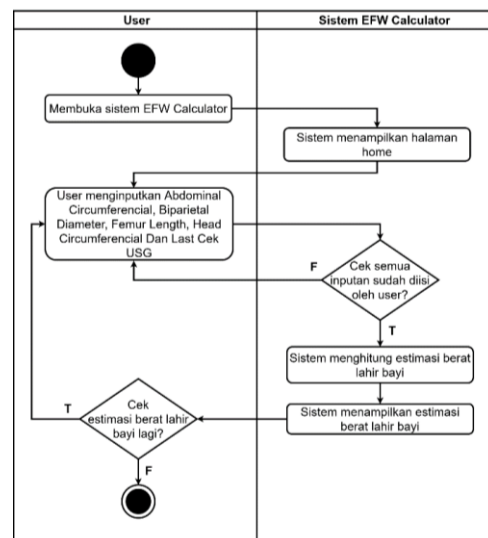 User
Sistem EFW Calculator
Membuka sistem EFW Calculator
Sistem menampilkan halaman
home
User menginputkan Abdominal
Circumferencial, Biparietal
Diameter, Femur Length, Head
Circumferencial Dan Last Cek
USG
F
Cek semua
inputan sudah diisi
oleh user?
T
Sistem menghitung estimasi berat
lahir bayi
Sistem menampilkan estimasi
berat lahir bayi
T
Cek
estimasi berat lahir
bayi lagi?
F